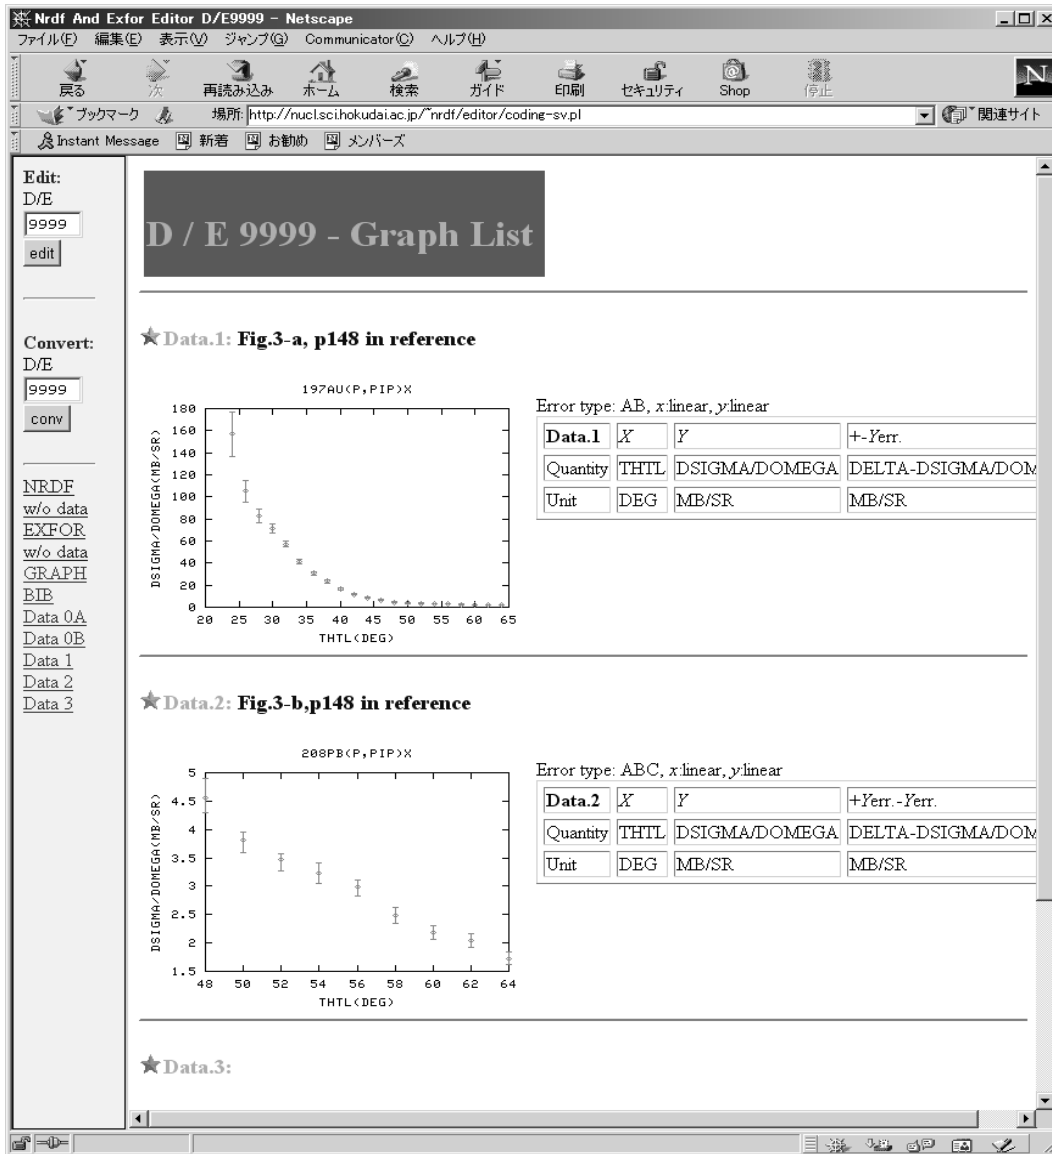 Nrdf And Exfor Editor D/E9999 - Netscape
ファイル(F) 編集(E) 表示(V) ジャンプ(G) Communicator(C) ヘルプ(H)
戻る 次 再読み込み ホーム 検索 ガイド 印刷 セキュリティ Shop 停止 N
ブックマーク 場所: http://nucl.sci.hokudai.ac.jp/~nrdf/editor/coding-sv.pl 関連サイト
Instant Message 新着 お勧め メンバーズ
Edit:
D/E
9999
edit
Convert:
D/E
9999
conv
NRDF
w/o data
EXFOR
w/o data
GRAPH
BIB
Data 0A
Data 0B
Data 1
Data 2
Data 3
D / E 9999 - Graph List
Data.1: Fig.3-a, p148 in reference
197AU(P,PIP)X
DSIGMA/DOMEGA(MB/SR)
180
160
140
120
100
80
60
40
20
0
20 25 30 35 40 45 50 55 60 65
THTL(DEG)
Error type: AB, x:linear, y:linear
Data.1 X Y +-Yerr.
Quantity THTL DSIGMA/DOMEGA DELTA-DSIGMA/DOM
Unit DEG MB/SR MB/SR
Data.2: Fig.3-b,p148 in reference
208PB(P,PIP)X
DSIGMA/DOMEGA(MB/SR)
5
4.5
4
3.5
3
2.5
2
1.5
48 50 52 54 56 58 60 62 64
THTL(DEG)
Error type: ABC, x:linear, y:linear
Data.2 X Y +Yerr.-Yerr.
Quantity THTL DSIGMA/DOMEGA DELTA-DSIGMA/DOM
Unit DEG MB/SR MB/SR
Data.3: